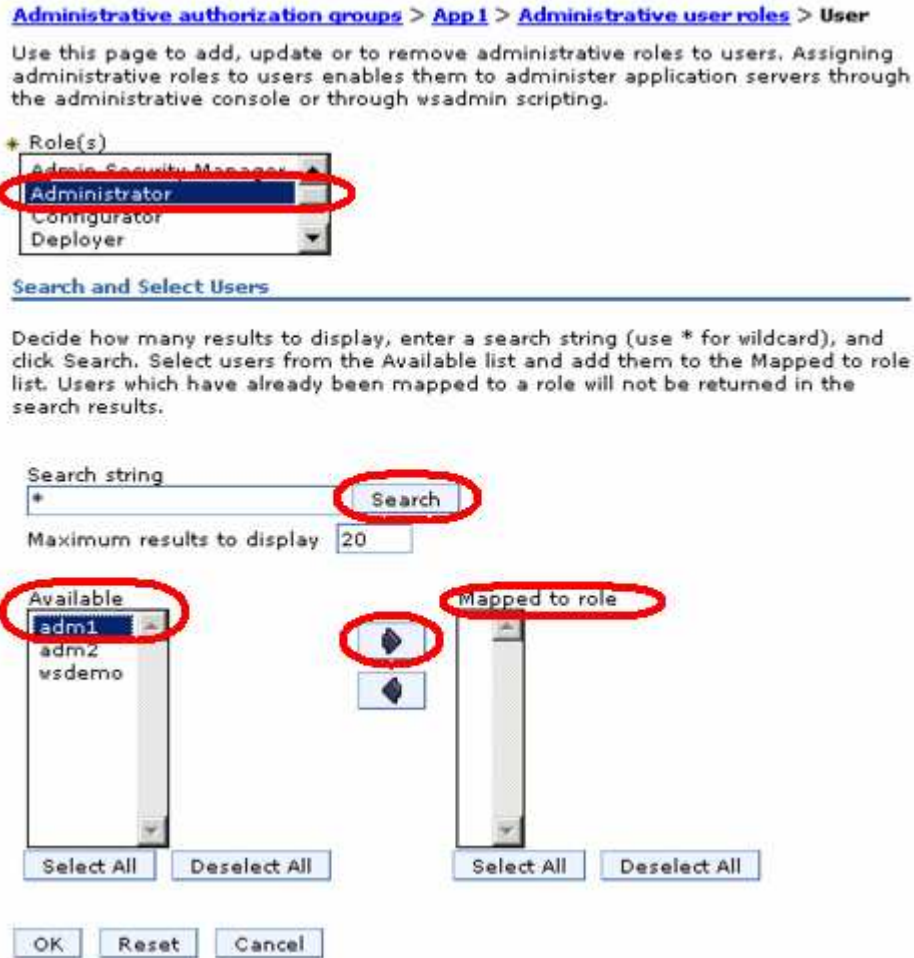 Administrative authorization groups > App1 > Administrative user roles > User
Use this page to add, update or to remove administrative roles to users. Assigning
administrative roles to users enables them to administer application servers through
the administrative console or through wsadmin scripting.
* Role(s)
Admin Security Manager
Administrator
Configurator
Deployer
Search and Select Users
Decide how many results to display, enter a search string (use * for wildcard), and
click Search. Select users from the Available list and add them to the Mapped to role
list. Users which have already been mapped to a role will not be returned in the
search results.
Search string
* Search
Maximum results to display 20
Available Mapped to role
adm1
adm2
wsdemo
Select All Deselect All Select All Deselect All
OK Reset Cancel